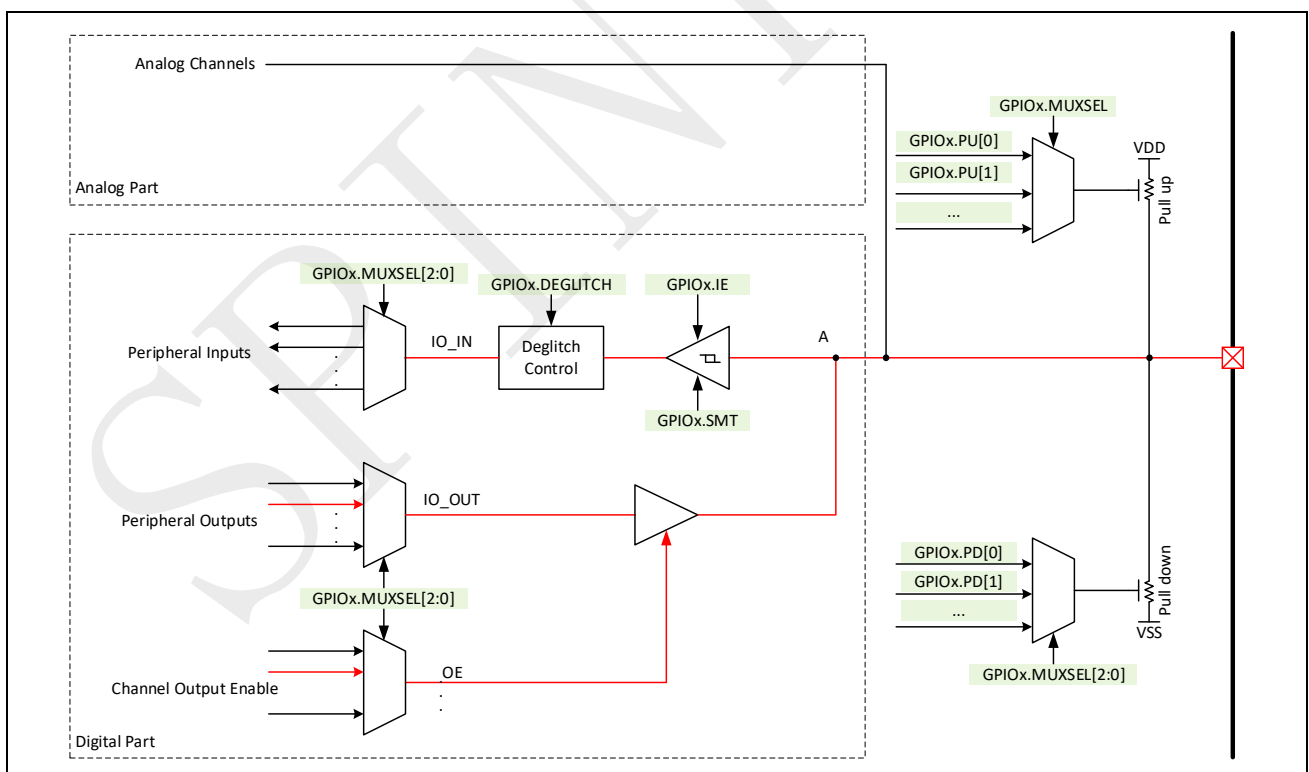 Analog Channels
GPIOx.MUXSEL
GPIOx.PU[0]
VDD
GPIOx.PU[1]
Pull up
...
Analog Part
GPIOx.MUXSEL[2:0]
GPIOx.DEGLITCH
GPIOx.IE
Peripheral Inputs
IO_IN
Deglitch
Control
A
GPIOx.SMT
IO_OUT
Peripheral Outputs
GPIOx.PD[0]
GPIOx.PD[1]
Pull down
...
VSS
GPIOx.MUXSEL[2:0]
GPIOx.MUXSEL[2:0]
Channel Output Enable
OE
Digital Part